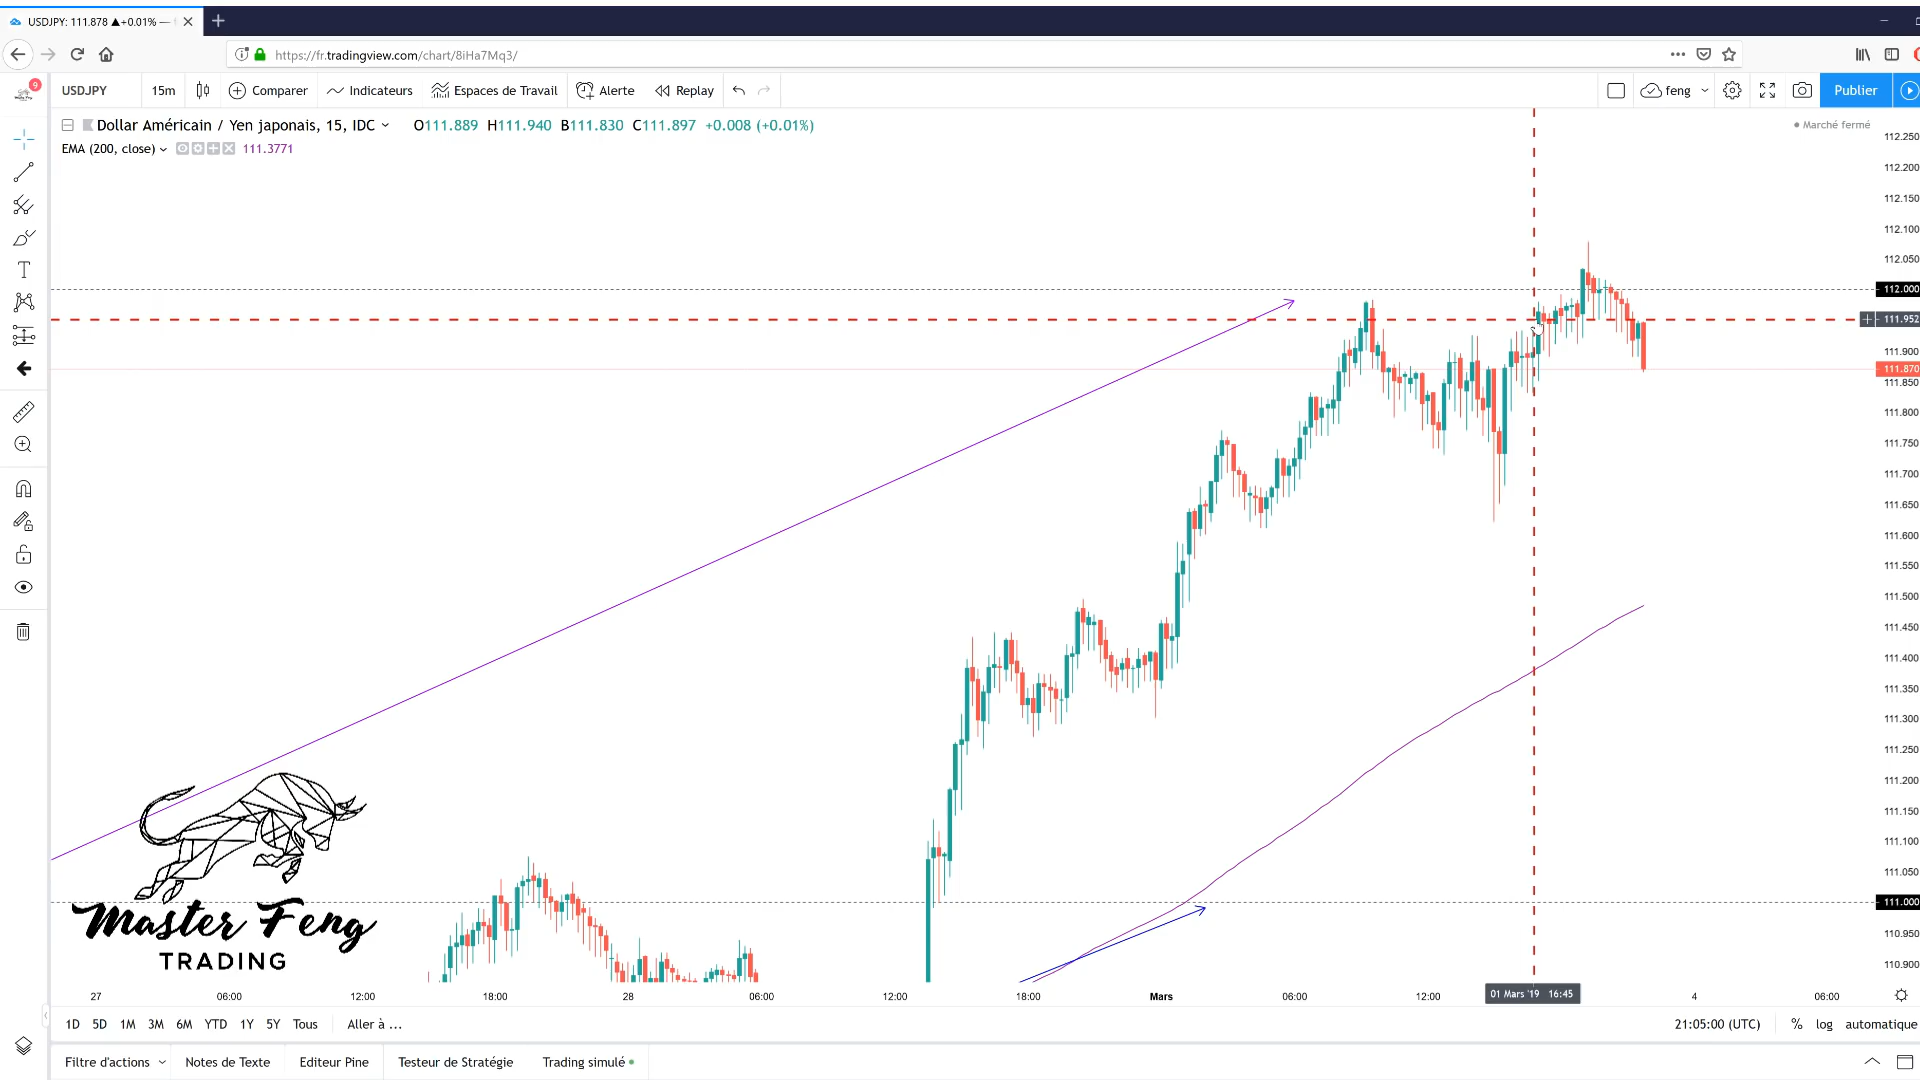 USDJPY: 111.878 ▲+0.01% —
https://fr.tradingview.com/chart/8iHa7Mq3/
9
USDJPY 15m Comparer Indicateurs Espaces de Travail Alerte Replay feng Publier
Dollar Américain / Yen japonais, 15, IDC O111.889 H111.940 B111.830 C111.897 +0.008 (+0.01%)
Marché fermé
EMA (200, close) 111.3771
112.250
112.200
112.150
112.100
112.050
112.000
111.952
111.900
111.870
111.850
111.800
111.750
111.700
111.650
111.600
111.550
111.500
111.450
111.400
111.350
111.300
111.250
111.200
111.150
111.100
111.050
111.000
110.950
110.900
Master Feng
TRADING
27 06:00 12:00 18:00 28 06:00 12:00 18:00 Mars 06:00 12:00 01 Mars '19 16:45 4 06:00
1D 5D 1M 3M 6M YTD 1Y 5Y Tous Aller à ... 21:05:00 (UTC) % log automatique
Filtre d'actions Notes de Texte Editeur Pine Testeur de Stratégie Trading simulé